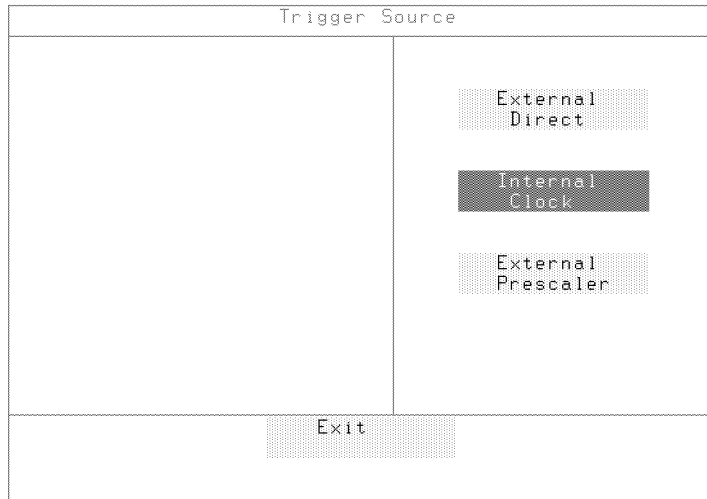 Trigger Source
External
Direct
Internal
Clock
External
Prescaler
Exit